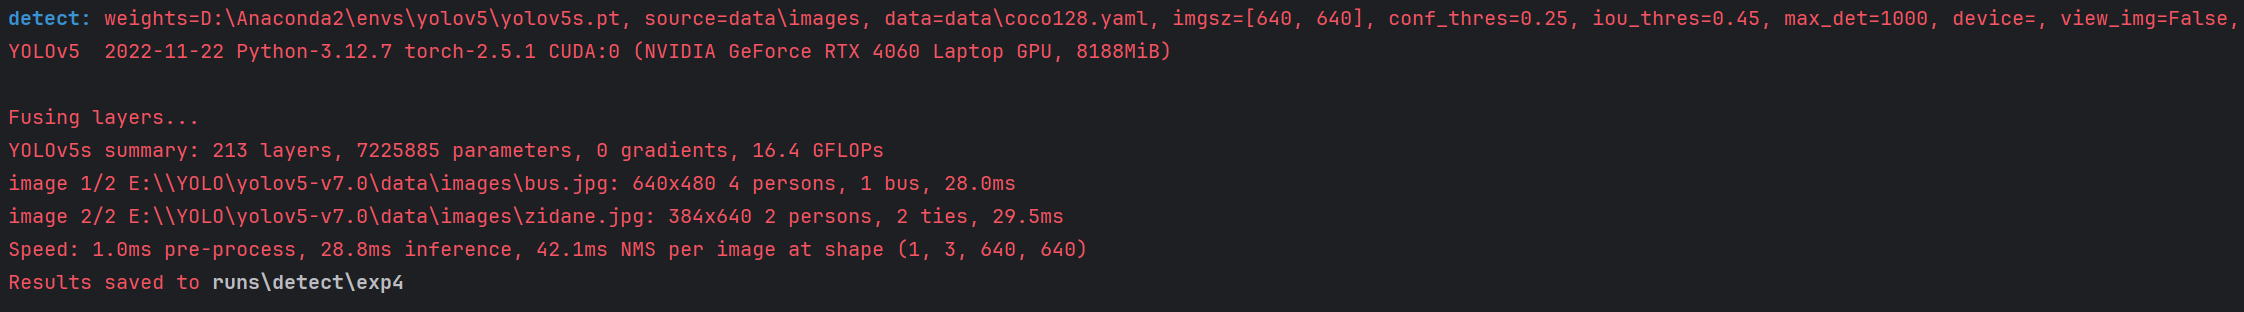 detect: weights=D:\Anaconda2\envs\yolov5\yolov5s.pt, source=data\images, data=data\coco128.yaml, imgsz=[640, 640], conf_thres=0.25, iou_thres=0.45, max_det=1000, device=, view_img=False,
YOLOv5  2022-11-22 Python-3.12.7 torch-2.5.1 CUDA:0 (NVIDIA GeForce RTX 4060 Laptop GPU, 8188MiB)
Fusing layers...
YOLOv5s summary: 213 layers, 7225885 parameters, 0 gradients, 16.4 GFLOPs
image 1/2 E:\\YOLO\yolov5-v7.0\data\images\bus.jpg: 640x480 4 persons, 1 bus, 28.0ms
image 2/2 E:\\YOLO\yolov5-v7.0\data\images\zidane.jpg: 384x640 2 persons, 2 ties, 29.5ms
Speed: 1.0ms pre-process, 28.8ms inference, 42.1ms NMS per image at shape (1, 3, 640, 640)
Results saved to runs\detect\exp4